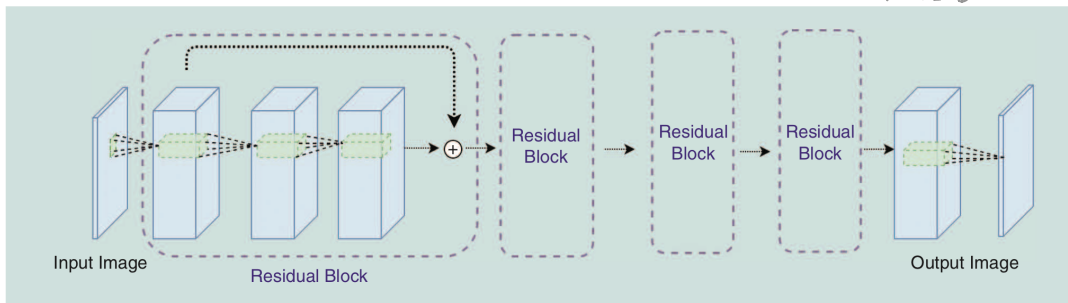 Input Image
Residual Block
Residual
Block
Residual
Block
Residual
Block
Output Image